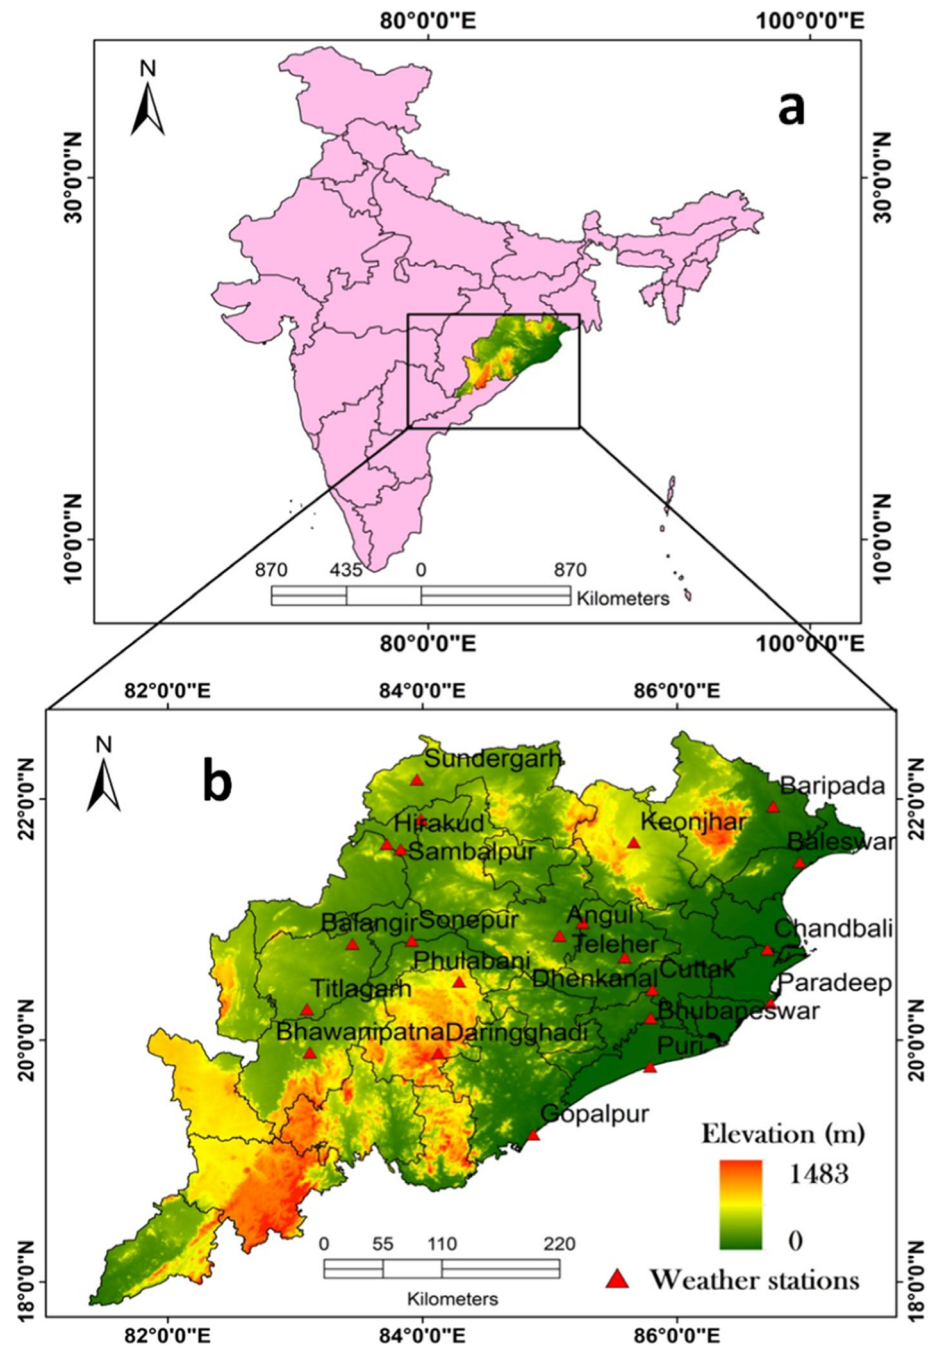 80°0'0"E 100°0'0"E
N
a
30°0'0"N 30°0'0"N
10°0'0"N 10°0'0"N
870 435 0 870
Kilometers
80°0'0"E 100°0'0"E
82°0'0"E 84°0'0"E 86°0'0"E
N
b
22°0'0"N 22°0'0"N
Sundergarh
Baripada
Hirakud
Keonjhar
Baleswar
Sambalpur
Balangir
Sonepur
Angul
Chandbali
Teleher
Phulabani
Dhenkanal
Cuttak
Paradeep
Titlagarh
Bhubaneswar
Bhawanipatna
Daringghadi
20°0'0"N 20°0'0"N
Puri
Gopalpur
Elevation (m)
1483
0
0 55 110 220
Kilometers
Weather stations
18°0'0"N 18°0'0"N
82°0'0"E 84°0'0"E 86°0'0"E